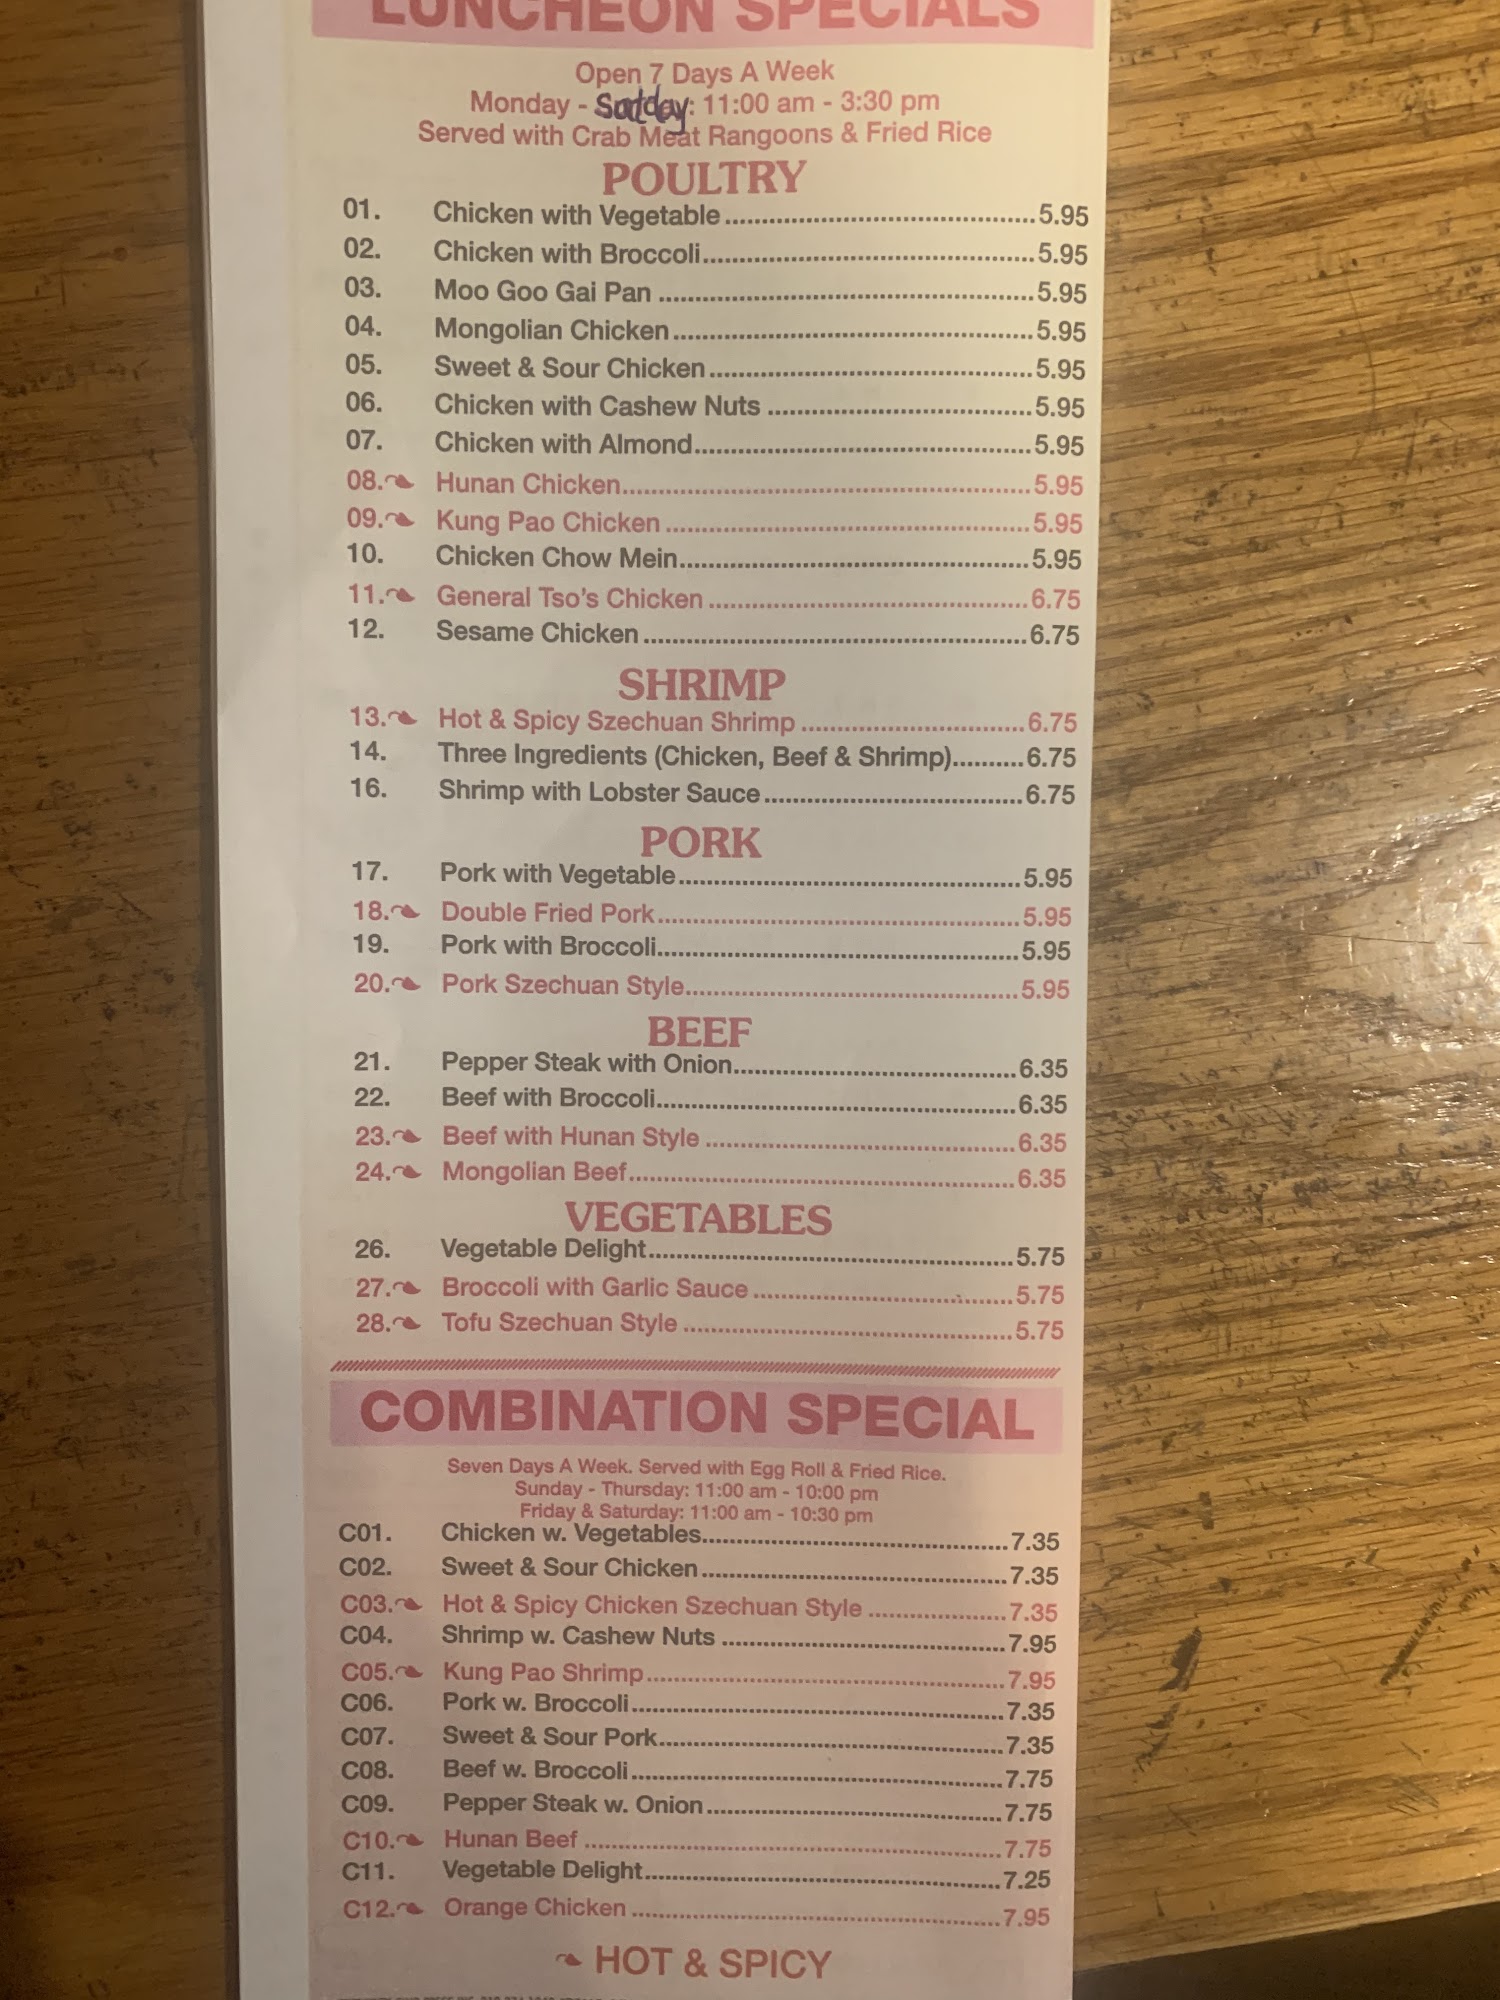 LUNCHEON SPECIALS
Open 7 Days A Week
Monday - Satday: 11:00 am - 3:30 pm
Served with Crab Meat Rangoons & Fried Rice
POULTRY
01. Chicken with Vegetable 5.95
02. Chicken with Broccoli 5.95
03. Moo Goo Gai Pan 5.95
04. Mongolian Chicken 5.95
05. Sweet & Sour Chicken 5.95
06. Chicken with Cashew Nuts 5.95
07. Chicken with Almond 5.95
08. Hunan Chicken 5.95
09. Kung Pao Chicken 5.95
10. Chicken Chow Mein 5.95
11. General Tso's Chicken 6.75
12. Sesame Chicken 6.75
SHRIMP
13. Hot & Spicy Szechuan Shrimp 6.75
14. Three Ingredients (Chicken, Beef & Shrimp) 6.75
16. Shrimp with Lobster Sauce 6.75
PORK
17. Pork with Vegetable 5.95
18. Double Fried Pork 5.95
19. Pork with Broccoli 5.95
20. Pork Szechuan Style 5.95
BEEF
21. Pepper Steak with Onion 6.35
22. Beef with Broccoli 6.35
23. Beef with Hunan Style 6.35
24. Mongolian Beef 6.35
VEGETABLES
26. Vegetable Delight 5.75
27. Broccoli with Garlic Sauce 5.75
28. Tofu Szechuan Style 5.75
COMBINATION SPECIAL
Seven Days A Week. Served with Egg Roll & Fried Rice.
Sunday - Thursday: 11:00 am - 10:00 pm
Friday & Saturday: 11:00 am - 10:30 pm
C01. Chicken w. Vegetables 7.35
C02. Sweet & Sour Chicken 7.35
C03. Hot & Spicy Chicken Szechuan Style 7.35
C04. Shrimp w. Cashew Nuts 7.95
C05. Kung Pao Shrimp 7.95
C06. Pork w. Broccoli 7.35
C07. Sweet & Sour Pork 7.35
C08. Beef w. Broccoli 7.75
C09. Pepper Steak w. Onion 7.75
C10. Hunan Beef 7.75
C11. Vegetable Delight 7.25
C12. Orange Chicken 7.95
HOT & SPICY